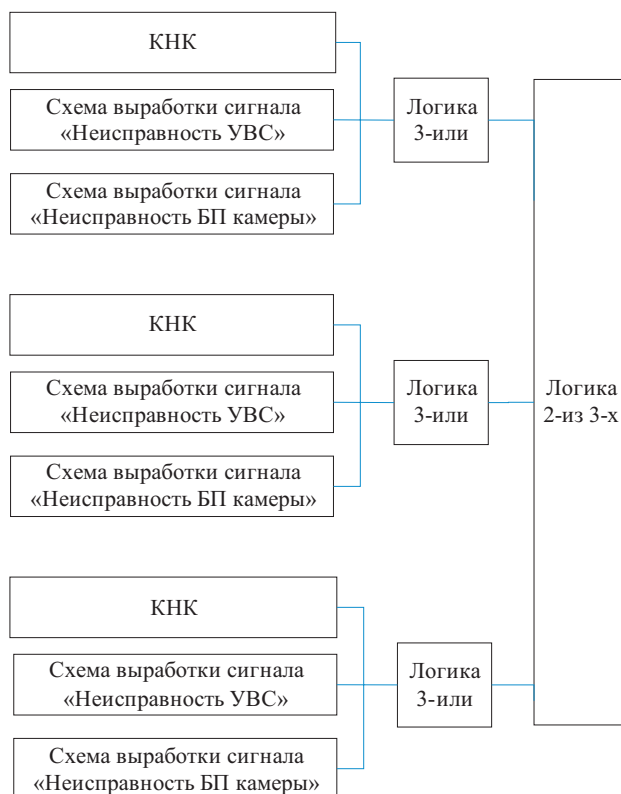 КНК
Схема выработки сигнала
«Неисправность УВС»
Схема выработки сигнала
«Неисправность БП камеры»
Логика
3-или
КНК
Схема выработки сигнала
«Неисправность УВС»
Схема выработки сигнала
«Неисправность БП камеры»
Логика
3-или
КНК
Схема выработки сигнала
«Неисправность УВС»
Схема выработки сигнала
«Неисправность БП камеры»
Логика
3-или
Логика
2-из 3-х